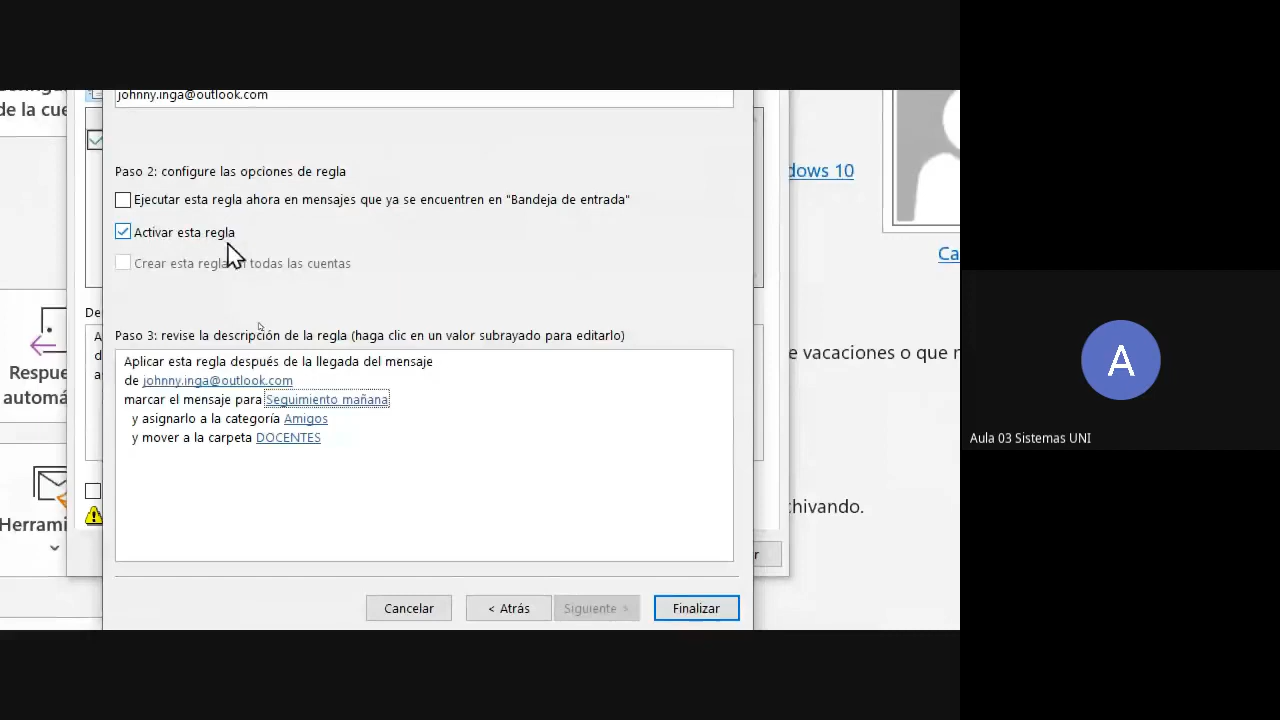 de la cue
johnny.inga@outlook.com
Paso 2: configure las opciones de regla
Ejecutar esta regla ahora en mensajes que ya se encuentren en "Bandeja de entrada"
Activar esta regla
Crear esta regla todas las cuentas
De
Paso 3: revise la descripción de la regla (haga clic en un valor subrayado para editarlo)
Aplicar esta regla después de la llegada del mensaje
de johnny.inga@outlook.com
marcar el mensaje para Seguimiento mañana
y asignarlo a la categoría Amigos
y mover a la carpeta DOCENTES
Cancelar
< Atrás
Siguiente >
Finalizar
Respue
automá
Herrami
dows 10
Ca
e vacaciones o que r
chivando.
r
A
Aula 03 Sistemas UNI